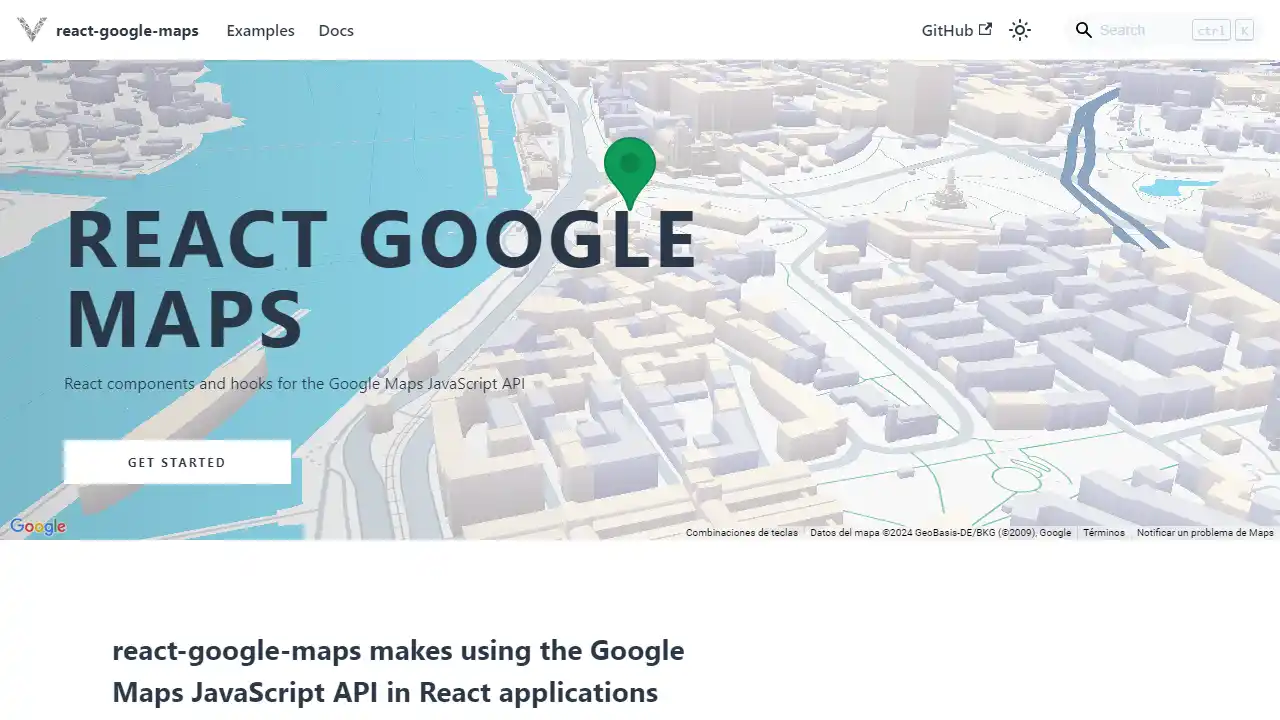 react-google-maps Examples Docs GitHub Search ctrl K
REACT GOOGLE
MAPS
React components and hooks for the Google Maps JavaScript API
GET STARTED
Google
Combinaciones de teclas Datos del mapa ©2024 GeoBasis-DE/BKG (©2009), Google Términos Notificar un problema de Maps
react-google-maps makes using the Google
Maps JavaScript API in React applications